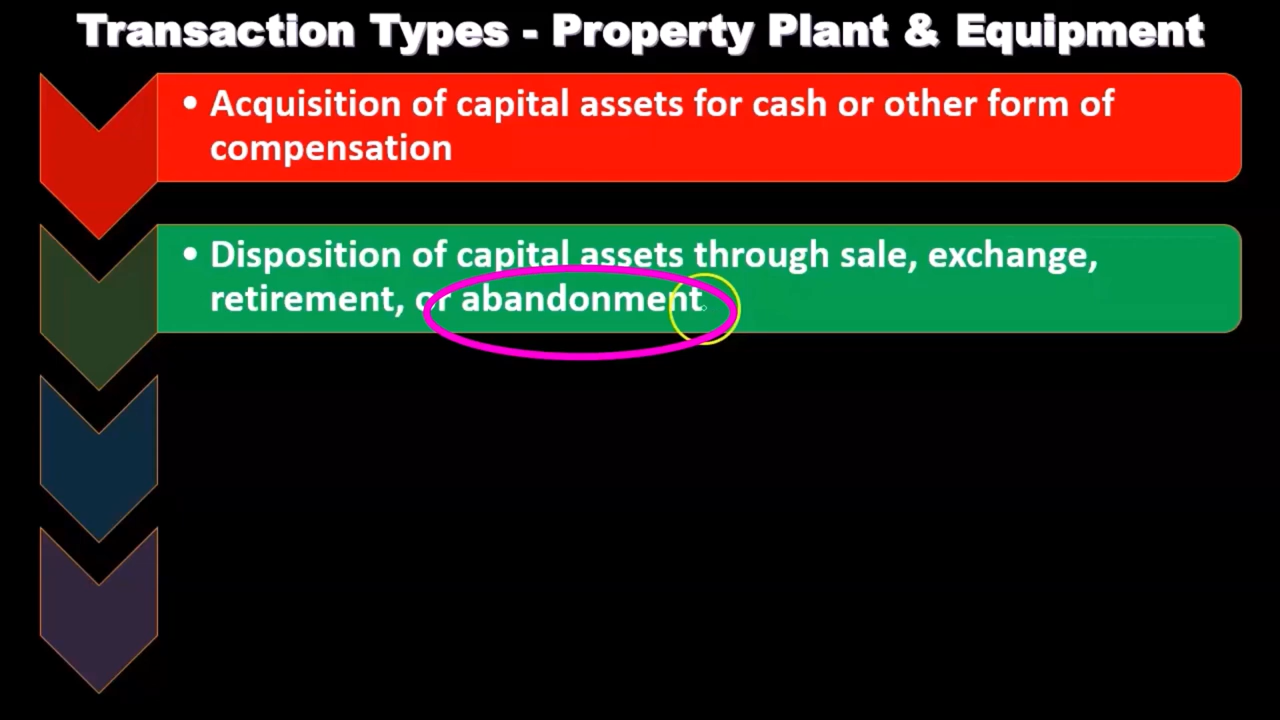 Transaction Types - Property Plant & Equipment
• Acquisition of capital assets for cash or other form of
compensation
• Disposition of capital assets through sale, exchange,
retirement, or abandonment